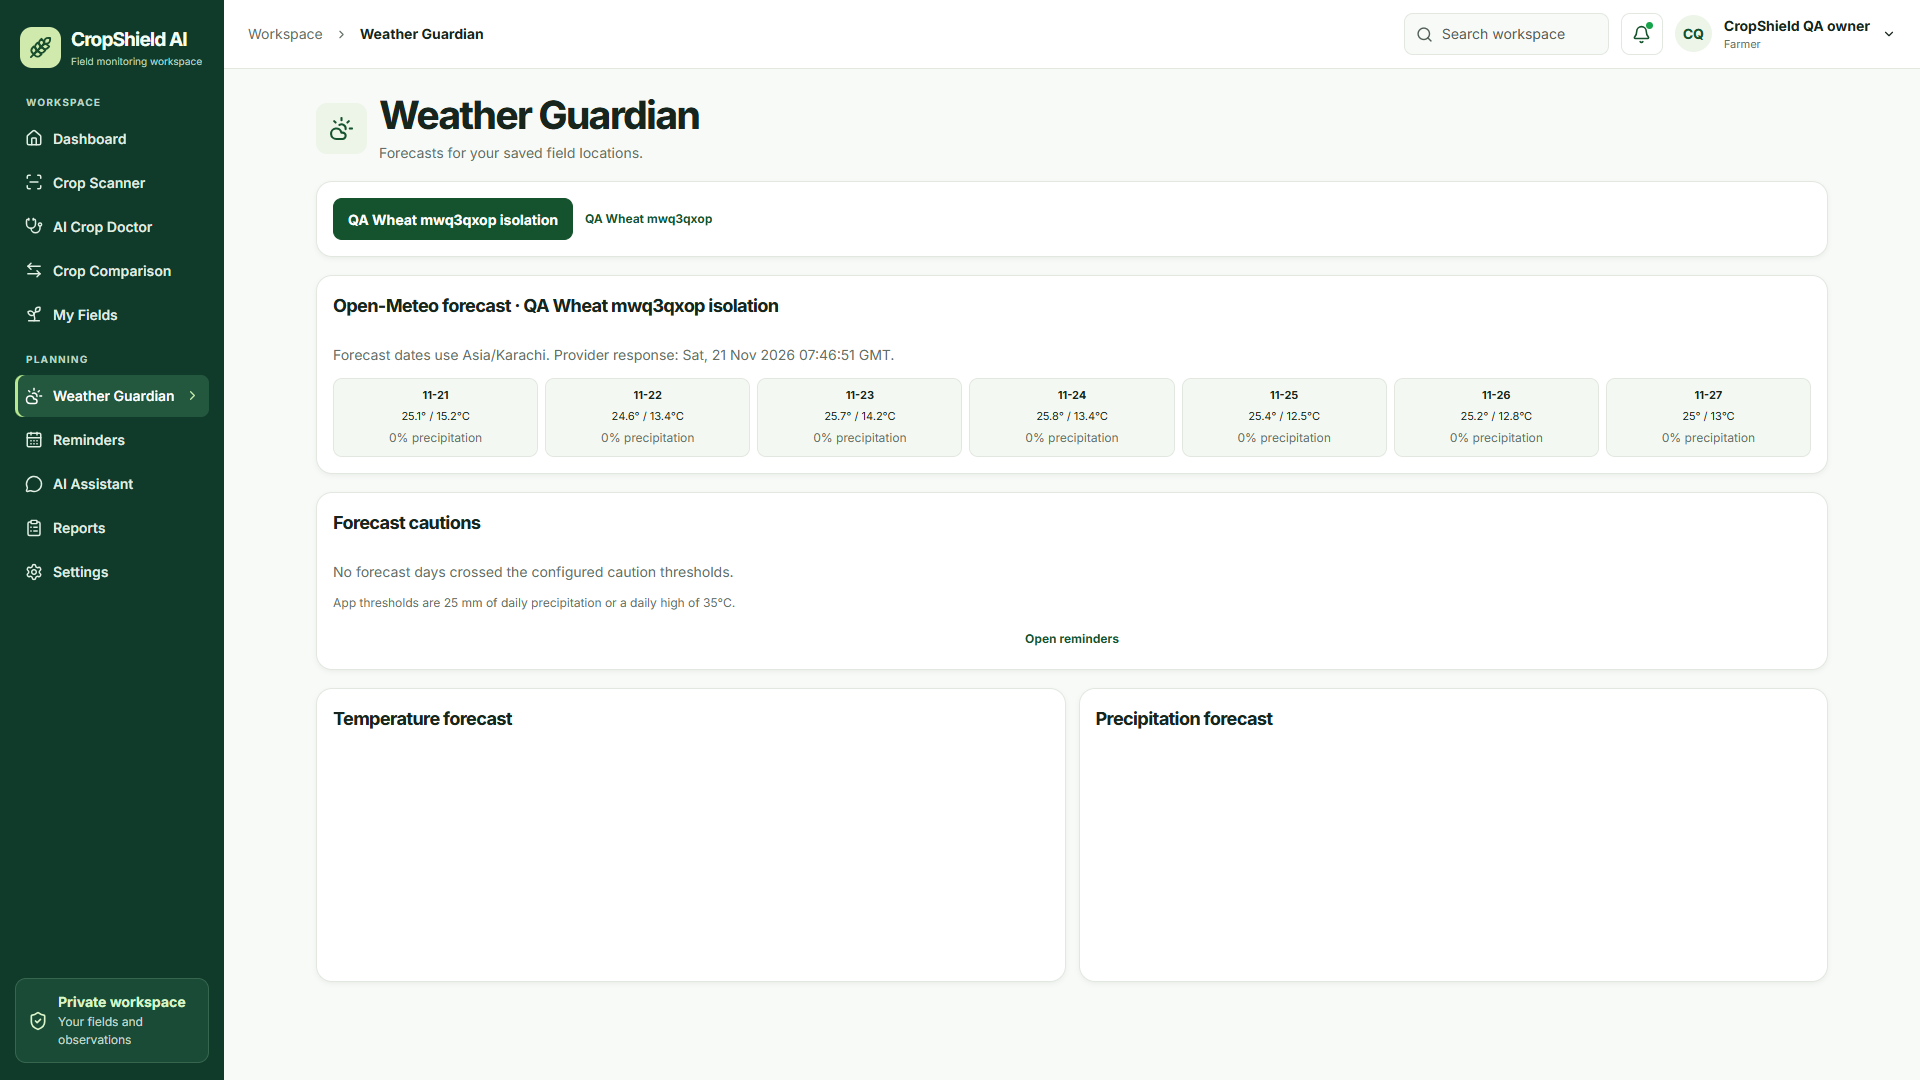 CropShield AI
Field monitoring workspace
WORKSPACE
Dashboard
Crop Scanner
AI Crop Doctor
Crop Comparison
My Fields
PLANNING
Weather Guardian
Reminders
AI Assistant
Reports
Settings
Private workspace
Your fields and
observations
Workspace > Weather Guardian
Search workspace
CQ
CropShield QA owner
Farmer
Weather Guardian
Forecasts for your saved field locations.
QA Wheat mwq3qxop isolation
QA Wheat mwq3qxop
Open-Meteo forecast · QA Wheat mwq3qxop isolation
Forecast dates use Asia/Karachi. Provider response: Sat, 21 Nov 2026 07:46:51 GMT.
11-21
25.1° / 15.2°C
0% precipitation
11-22
24.6° / 13.4°C
0% precipitation
11-23
25.7° / 14.2°C
0% precipitation
11-24
25.8° / 13.4°C
0% precipitation
11-25
25.4° / 12.5°C
0% precipitation
11-26
25.2° / 12.8°C
0% precipitation
11-27
25° / 13°C
0% precipitation
Forecast cautions
No forecast days crossed the configured caution thresholds.
App thresholds are 25 mm of daily precipitation or a daily high of 35°C.
Open reminders
Temperature forecast
Precipitation forecast